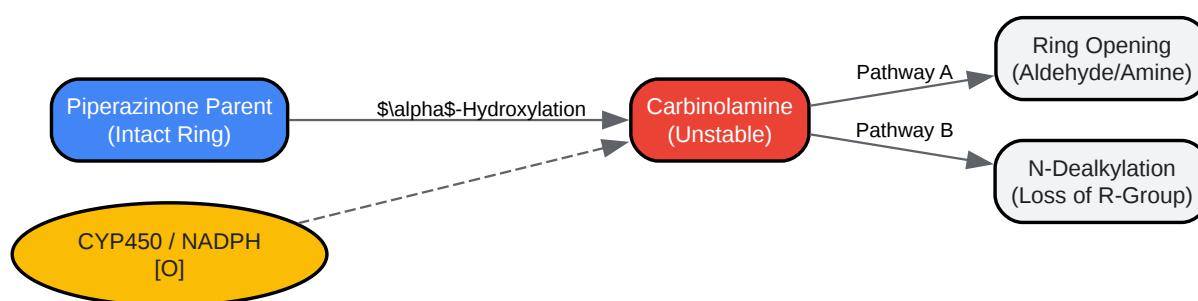 Piperazinone Parent
(Intact Ring)
$\alpha$-Hydroxylation
CYP450 / NADPH
[O]
Carbinolamine
(Unstable)
Pathway A
Ring Opening
(Aldehyde/Amine)
Pathway B
N-Dealkylation
(Loss of R-Group)